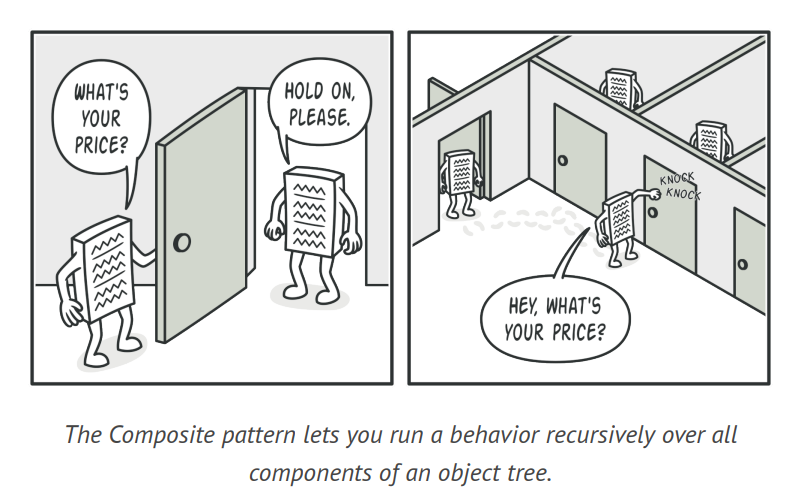 WHAT'S
YOUR
PRICE?
HOLD ON,
PLEASE.
KNOCK
KNOCK
HEY, WHAT'S
YOUR PRICE?
The Composite pattern lets you run a behavior recursively over all
components of an object tree.